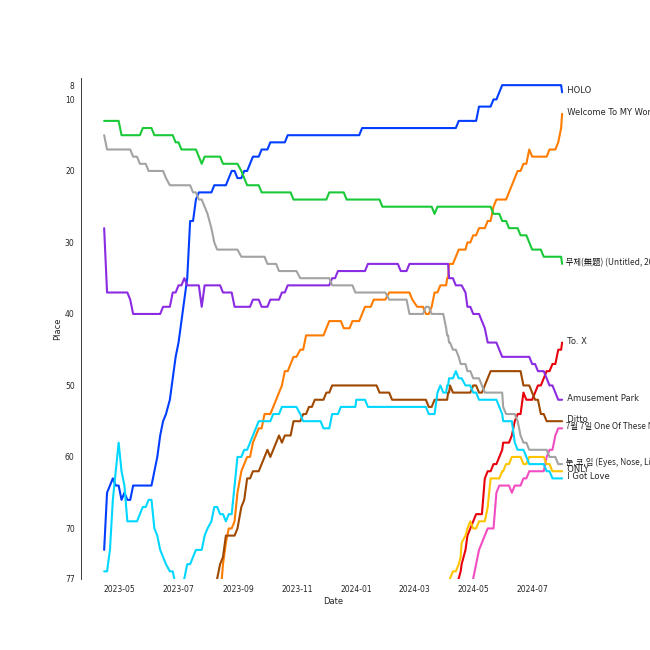 8
10
20
30
40
50
60
70
77
Place
2023-05
2023-07
2023-09
2023-11
2024-01
2024-03
2024-05
2024-07
Date
HOLO
Welcome To MY Wor
무제(無題) (Untitled, 20
To. X
Amusement Park
Ditto
7월 7일 One Of These N
눈,코,입 (Eyes, Nose, Li
ONLY
I Got Love